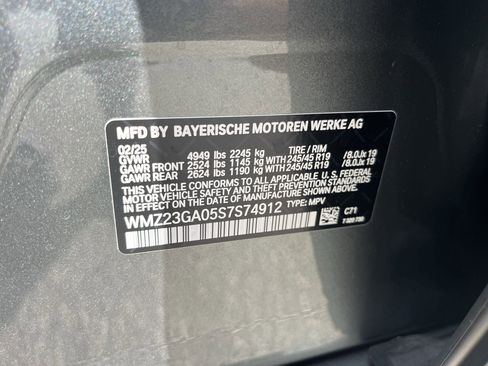 MFD BY BAYERISCHE MOTOREN WERKE AG
02/25 TIRE / RIM
GVWR 4949 lbs 2245 kg
GAWR FRONT 2524 lbs 1145 kg WITH 245/45 R19 /8.0Jx 19
GAWR REAR 2624 lbs 1190 kg WITH 245/45 R19 /8.0Jx 19
THIS VEHICLE CONFORMS TO ALL APPLICABLE U.S. FEDERAL
MOTOR VEHICLE SAFETY, BUMPER, AND THEFT
PREVENTION STANDARDS IN EFFECT ON THE
DATE OF MANUFACTURE SHOWN ABOVE.
WMZ23GA05S7S74912 TYPE: MPV
C71